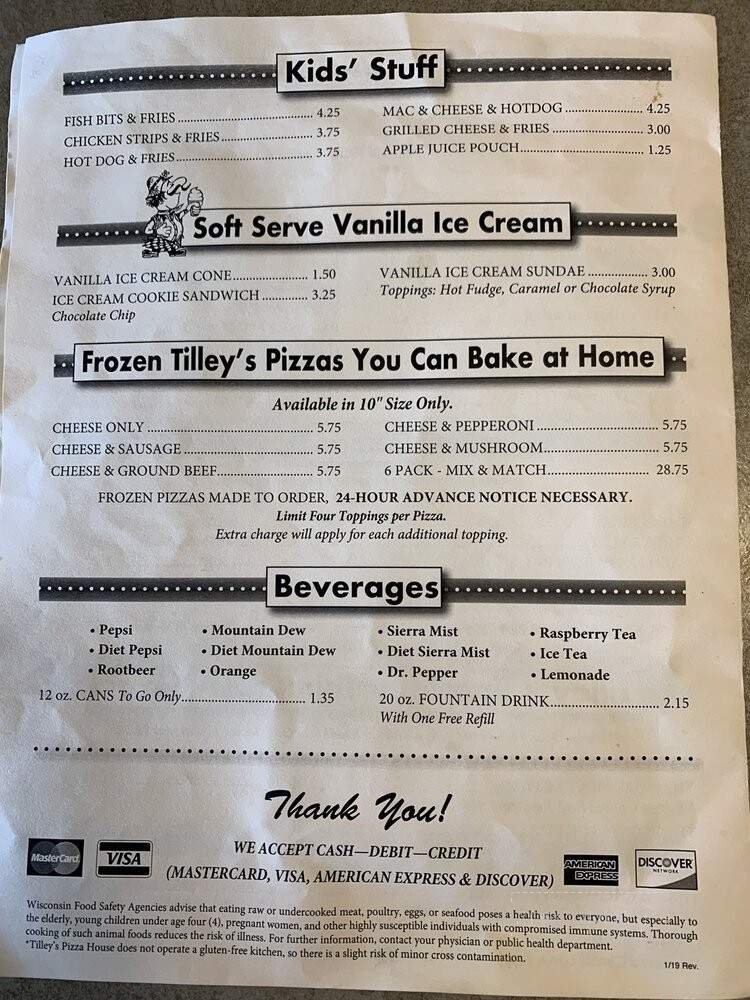 Kids' Stuff
FISH BITS & FRIES ................................ 4.25
CHICKEN STRIPS & FRIES ..................... 3.75
HOT DOG & FRIES ................................ 3.75
MAC & CHEESE & HOTDOG .................. 4.25
GRILLED CHEESE & FRIES ..................... 3.00
APPLE JUICE POUCH ............................ 1.25
Soft Serve Vanilla Ice Cream
VANILLA ICE CREAM CONE .................. 1.50
ICE CREAM COOKIE SANDWICH ............. 3.25
Chocolate Chip
VANILLA ICE CREAM SUNDAE ............... 3.00
Toppings: Hot Fudge, Caramel or Chocolate Syrup
Frozen Tilley's Pizzas You Can Bake at Home
Available in 10" Size Only.
CHEESE ONLY ........................................ 5.75
CHEESE & SAUSAGE .............................. 5.75
CHEESE & GROUND BEEF ...................... 5.75
CHEESE & PEPPERONI .......................... 5.75
CHEESE & MUSHROOM ........................ 5.75
6 PACK - MIX & MATCH ....................... 28.75
FROZEN PIZZAS MADE TO ORDER, 24-HOUR ADVANCE NOTICE NECESSARY.
Limit Four Toppings per Pizza.
Extra charge will apply for each additional topping.
Beverages
• Pepsi
• Diet Pepsi
• Rootbeer
• Mountain Dew
• Diet Mountain Dew
• Orange
• Sierra Mist
• Diet Sierra Mist
• Dr. Pepper
• Raspberry Tea
• Ice Tea
• Lemonade
12 oz. CANS To Go Only ........................ 1.35
20 oz. FOUNTAIN DRINK ....................... 2.15
With One Free Refill
Thank You!
WE ACCEPT CASH—DEBIT—CREDIT
(MASTERCARD, VISA, AMERICAN EXPRESS & DISCOVER)
MasterCard
VISA
AMERICAN EXPRESS
DISCOVER
NETWORK
Wisconsin Food Safety Agencies advise that eating raw or undercooked meat, poultry, eggs, or seafood poses a health risk to everyone, but especially to
the elderly, young children under age four (4), pregnant women, and other highly susceptible individuals with compromised immune systems. Thorough
cooking of such animal foods reduces the risk of illness. For further information, contact your physician or public health department.
*Tilley's Pizza House does not operate a gluten-free kitchen, so there is a slight risk of minor cross contamination.
1/19 Rev.